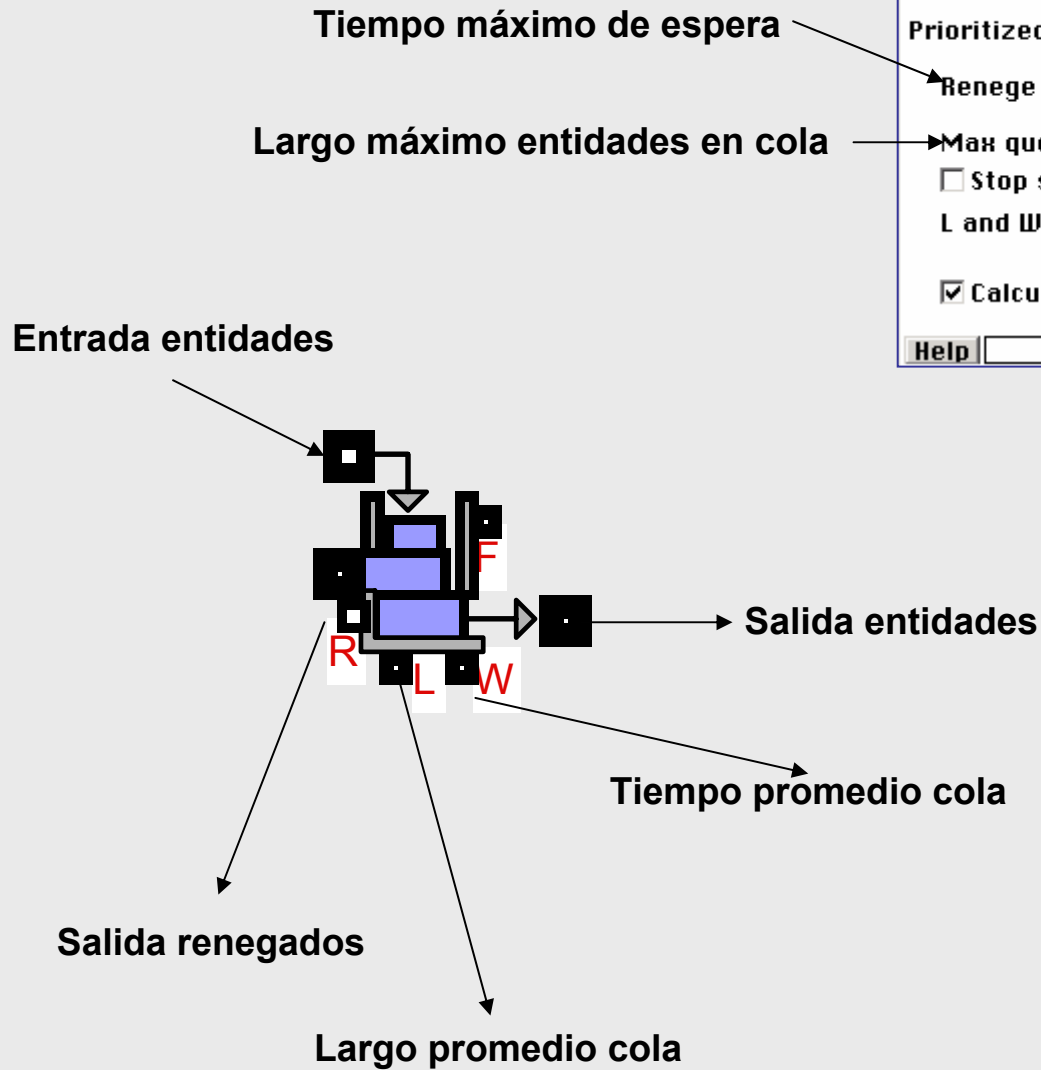 Tiempo máximo de espera
Prioritized
Renege
Largo máximo entidades en cola
Max que
Stop s
L and W
Calcu
Help
Entrada entidades
F
Salida entidades
R
L
W
Tiempo promedio cola
Salida renegados
Largo promedio cola